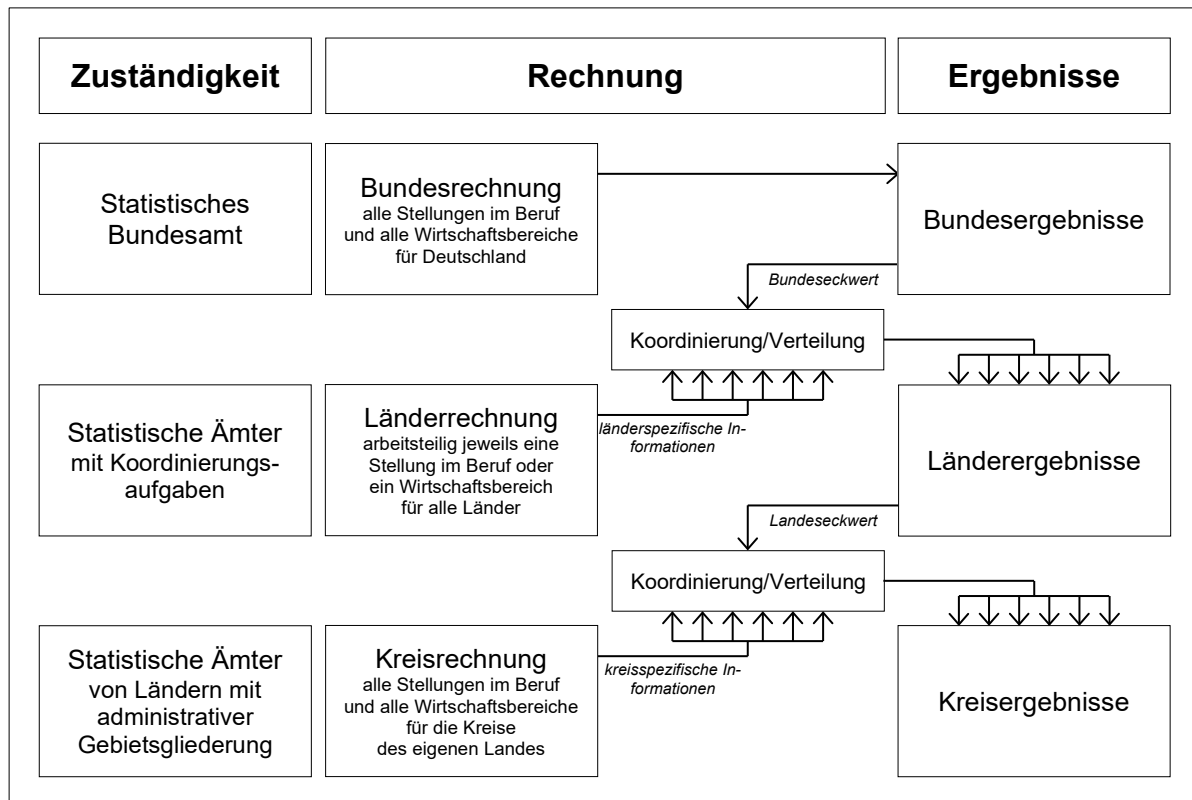 Zuständigkeit
Rechnung
Ergebnisse
Statistisches
Bundesamt
Bundesrechnung
alle Stellungen im Beruf
und alle Wirtschaftsbereiche
für Deutschland
Bundesergebnisse
Bundeseckwert
Koordinierung/Verteilung
Statistische Ämter
mit Koordinierungs-
aufgaben
Länderrechnung
arbeitsteilig jeweils eine
Stellung im Beruf oder
ein Wirtschaftsbereich
für alle Länder
länderspezifische In-
formationen
Länderergebnisse
Landeseckwert
Koordinierung/Verteilung
Statistische Ämter
von Ländern mit
administrativer
Gebietsgliederung
Kreisrechnung
alle Stellungen im Beruf
und alle Wirtschaftsbereiche
für die Kreise
des eigenen Landes
kreisspezifische In-
formationen
Kreisergebnisse